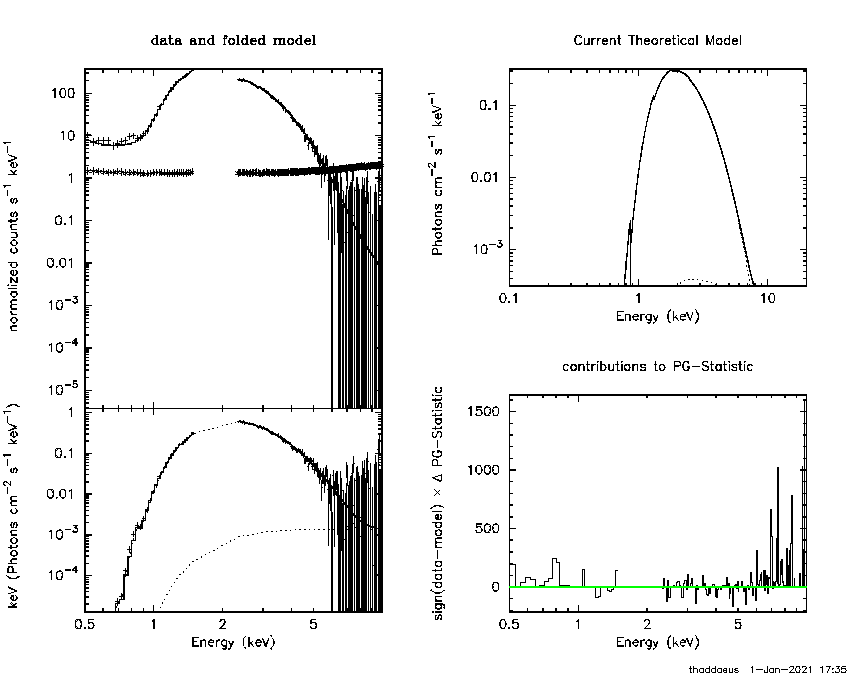 data and folded model
normalized counts s⁻¹ keV⁻¹
100
10
1
0.1
0.01
10⁻³
10⁻⁴
10⁻⁵
keV (Photons cm⁻² s⁻¹ keV⁻¹)
1
0.1
0.01
10⁻³
10⁻⁴
0.5 1 2 5
Energy (keV)
Current Theoretical Model
Photons cm⁻² s⁻¹ keV⁻¹
0.1
0.01
10⁻³
0.1 1 10
Energy (keV)
contributions to PG−Statistic
sign(data−model) × Δ PG−Statistic
1500
1000
500
0
0.5 1 2 5
Energy (keV)
thaddaeus 1−Jan−2021 17:35